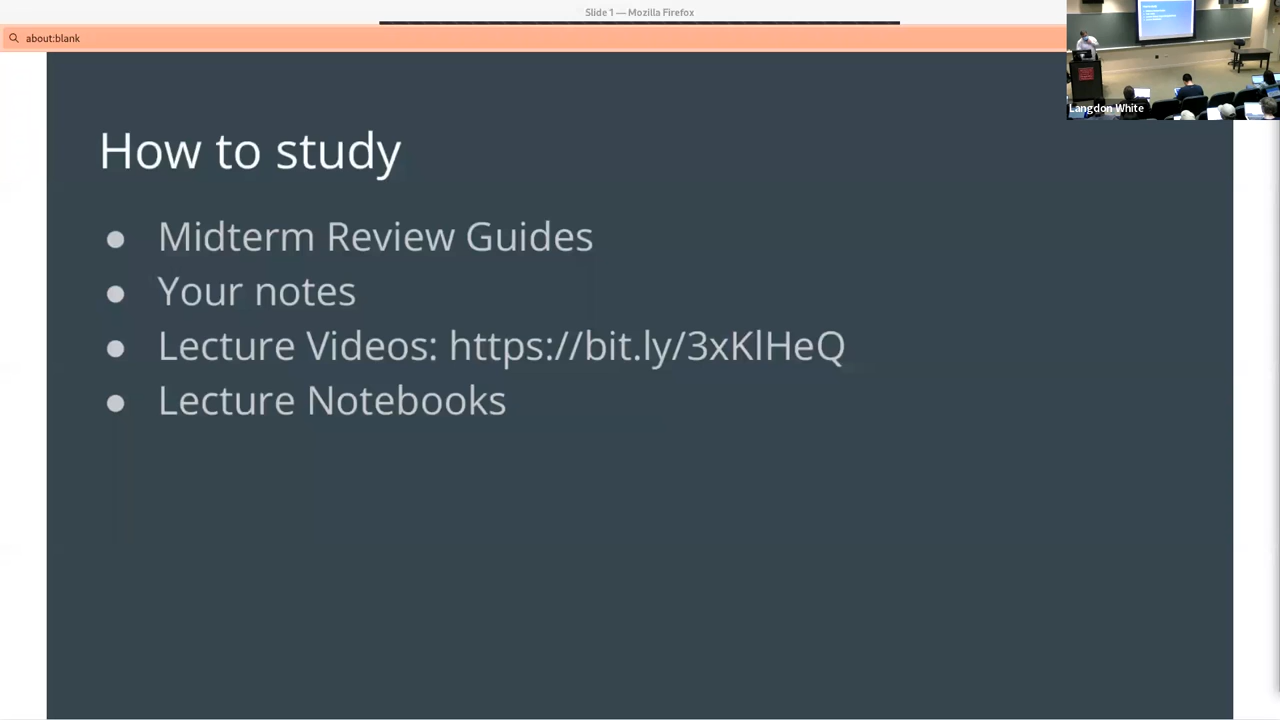 Slide 1 — Mozilla Firefox
about:blank
Langdon White
How to study
● Midterm Review Guides
● Your notes
● Lecture Videos: https://bit.ly/3xKlHeQ
● Lecture Notebooks